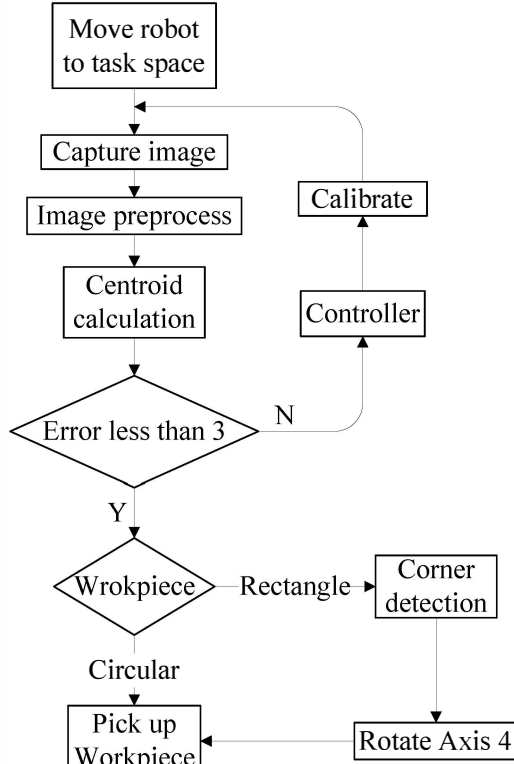 Move robot
to task space
Capture image
Image preprocess
Centroid
calculation
Error less than 3
N
Controller
Calibrate
Y
Wrokpiece
Rectangle
Corner
detection
Circular
Pick up
Workpiece
Rotate Axis 4